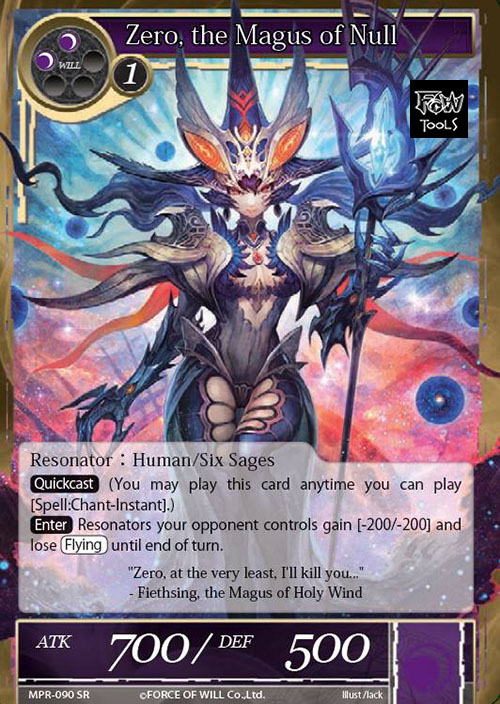 Zero, the Magus of Null
WILL
1
FOW
TOOLS
Resonator : Human/Six Sages
Quickcast (You may play this card anytime you can play
[Spell:Chant-Instant].)
Enter Resonators your opponent controls gain [-200/-200] and
lose Flying until end of turn.
"Zero, at the very least, I'll kill you..."
- Fiethsing, the Magus of Holy Wind
ATK 700/ DEF 500
MPR-090 SR ©FORCE OF WILL Co.,Ltd. Illust/Jack